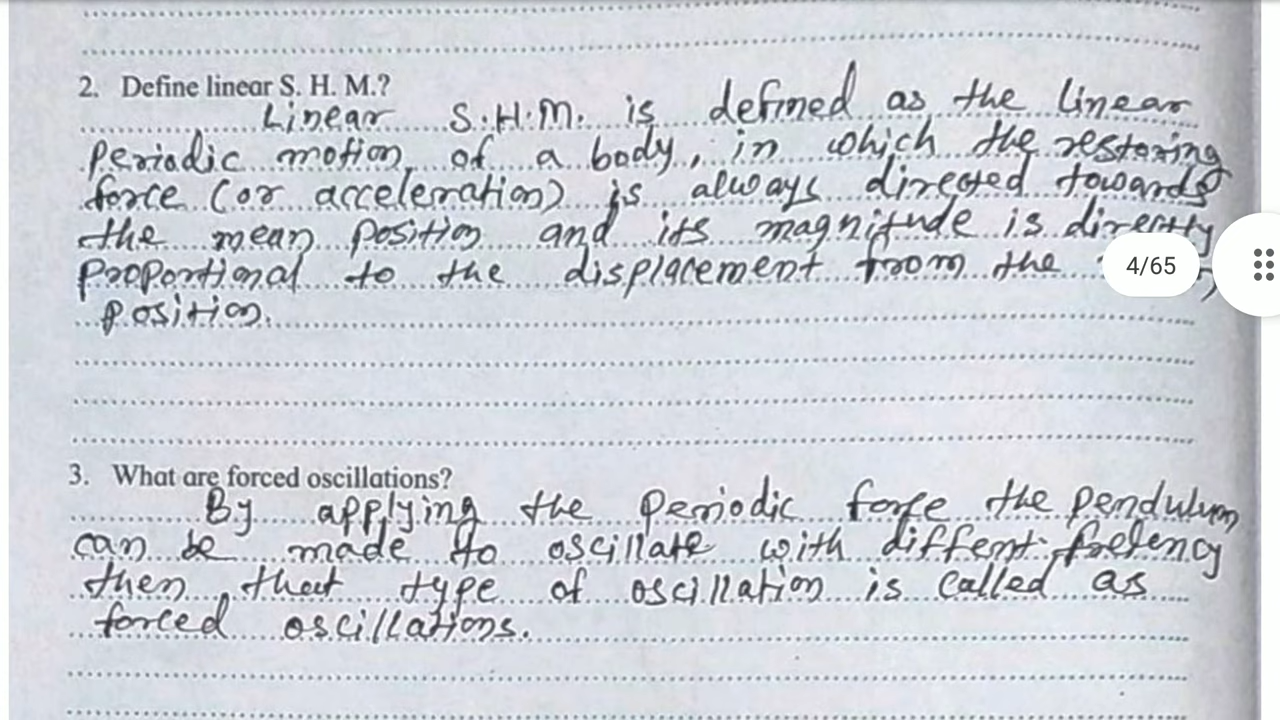 2. Define linear S. H. M.?
Linear S.H.M. is defined as the linear
periodic motion of a body, in which the restoring
force (or acceleration) is always directed towards
the mean position and its magnitude is directly
proportional to the displacement from the
4/65
position.
3. What are forced oscillations?
By applying the periodic force the pendulum
can be made to oscillate with diffent freuency
then that type of oscillation is called as
forced oscillations.